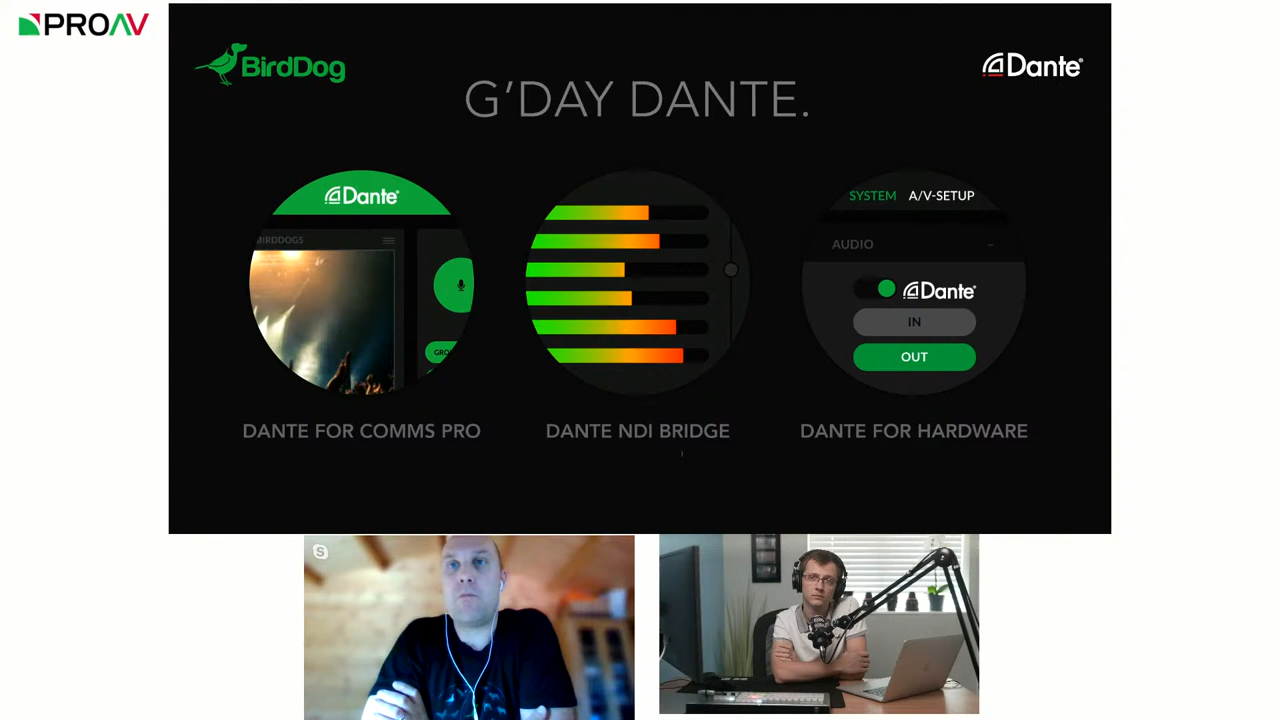 PROAV
BirdDog
Dante
G'DAY DANTE.
Dante
BIRDDOGS
GRO
DANTE FOR COMMS PRO
DANTE NDI BRIDGE
SYSTEM A/V-SETUP
AUDIO
Dante
IN
OUT
DANTE FOR HARDWARE
S